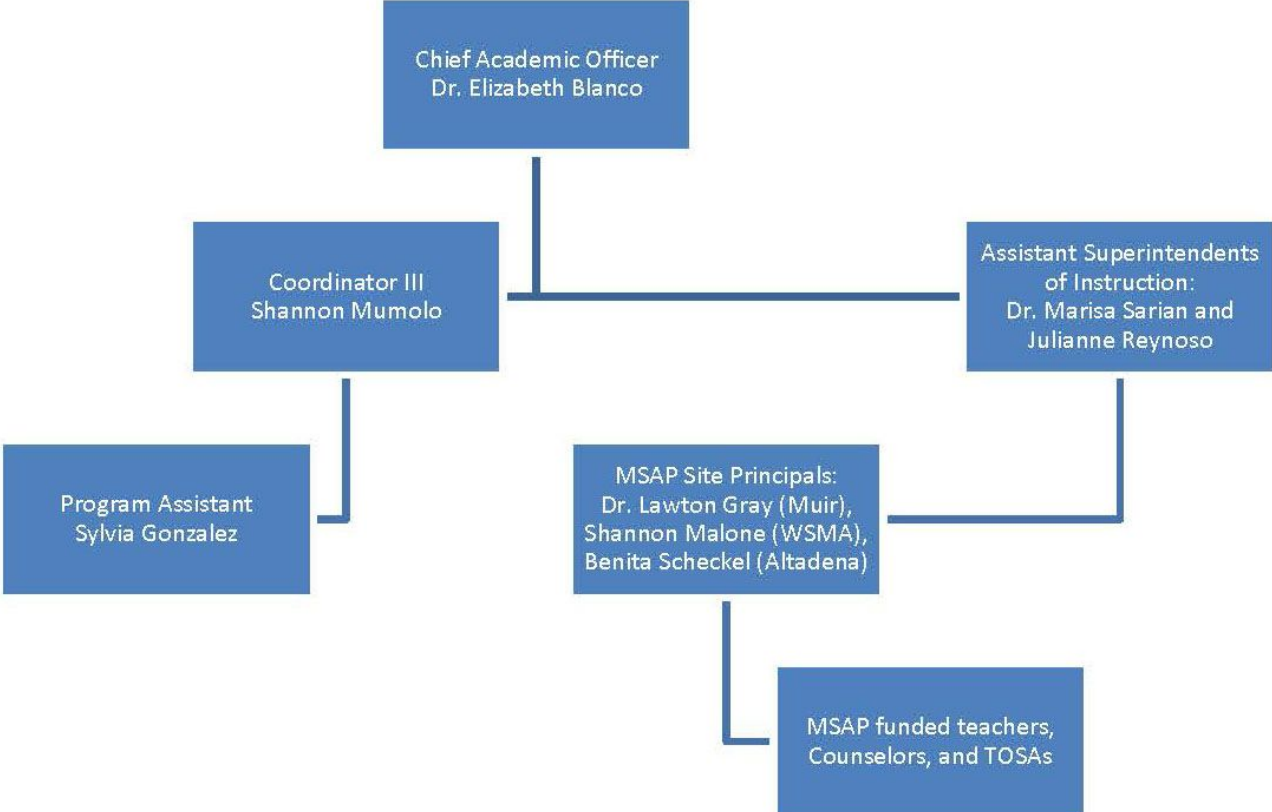 Chief Academic Officer
Dr. Elizabeth Blanco
Coordinator III
Shannon Mumolo
Assistant Superintendents
of Instruction:
Dr. Marisa Sarian and
Julianne Reynoso
Program Assistant
Sylvia Gonzalez
MSAP Site Principals:
Dr. Lawton Gray (Muir),
Shannon Malone (WSMA),
Benita Scheckel (Altadena)
MSAP funded teachers,
Counselors, and TOSAs